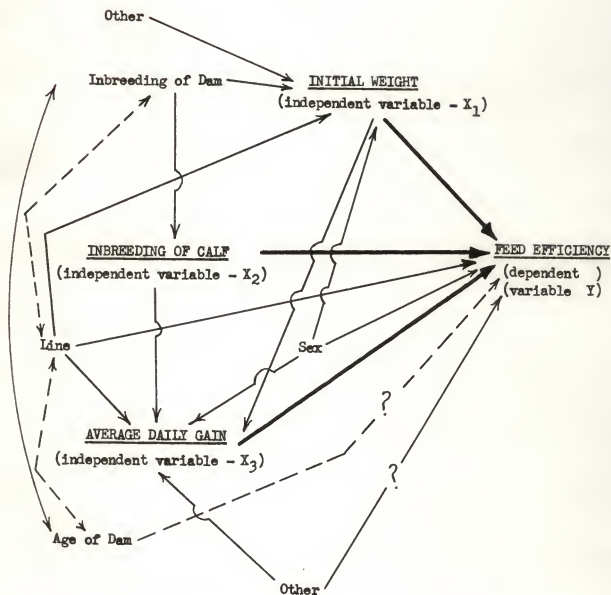 Other
Inbreeding of Dam
INITIAL WEIGHT
(independent variable - X1)
INBREEDING OF CALF
(independent variable - X2)
FEED EFFICIENCY
(dependent )
(variable Y)
Line
Sex
?
AVERAGE DAILY GAIN
(independent variable - X3)
?
Age of Dam
Other